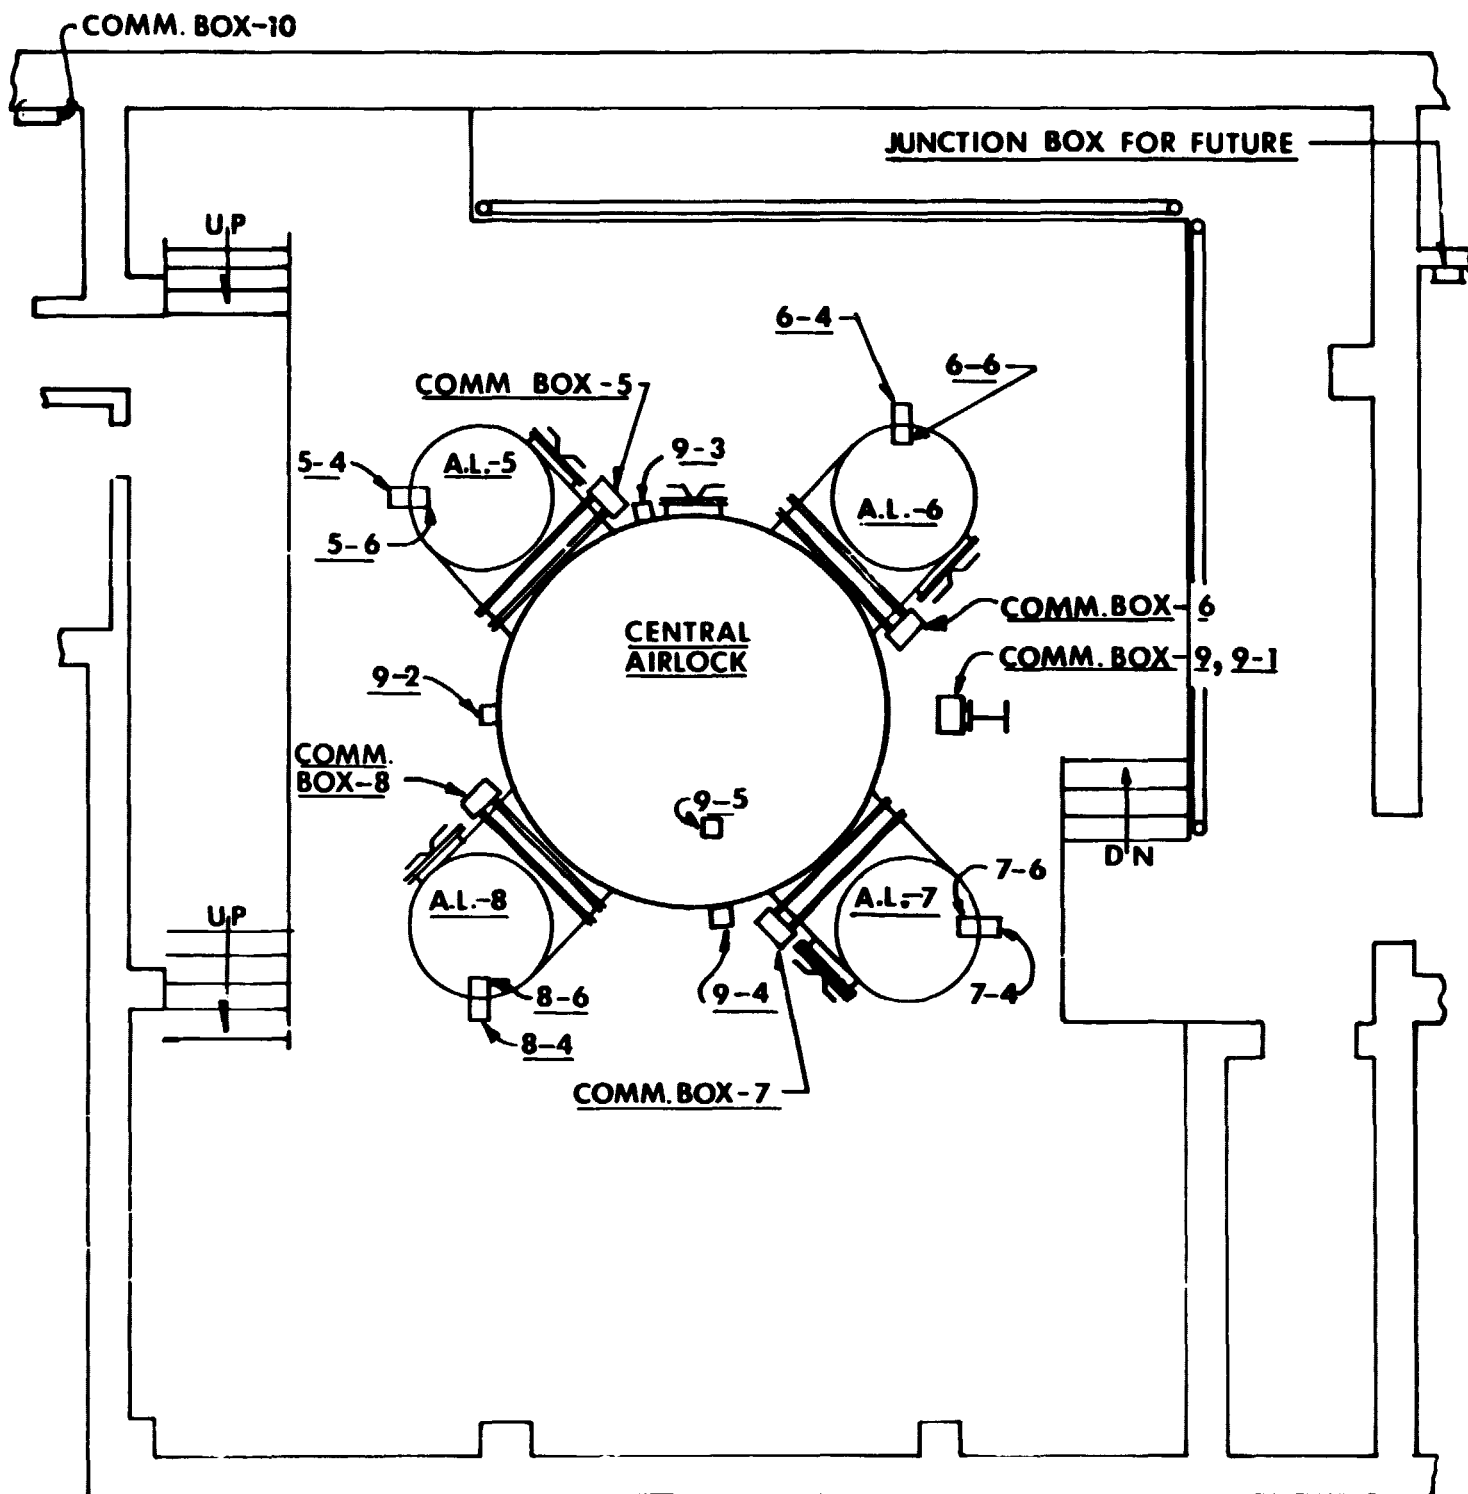 COMM. BOX-10
JUNCTION BOX FOR FUTURE
UP
6-4
6-6
COMM BOX-5
9-3
5-4
A.L.-5
A.L.-6
5-6
COMM. BOX-6
CENTRAL
AIRLOCK
COMM. BOX-9, 9-1
9-2
COMM.
BOX-8
9-5
DN
7-6
A.L.-8
A.L.-7
UP
8-6
9-4
7-4
8-4
COMM. BOX-7